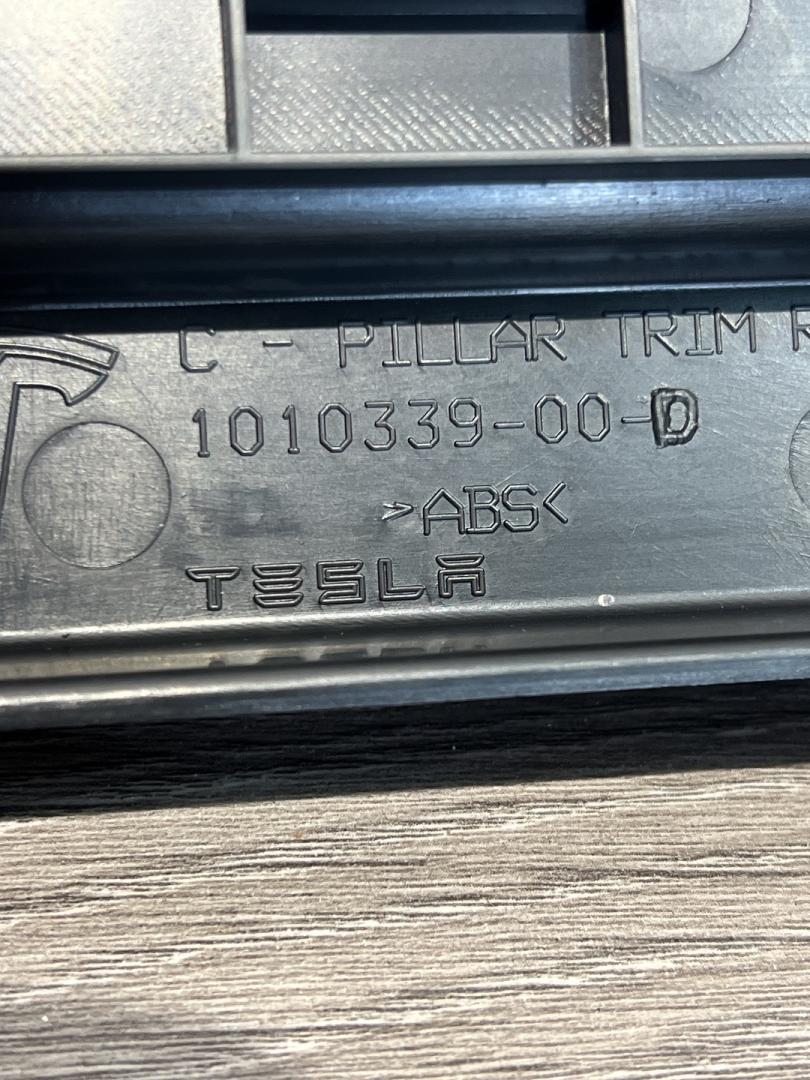 C - PILLAR TRIM R
1010339-00-D
>ABS<
TESLA